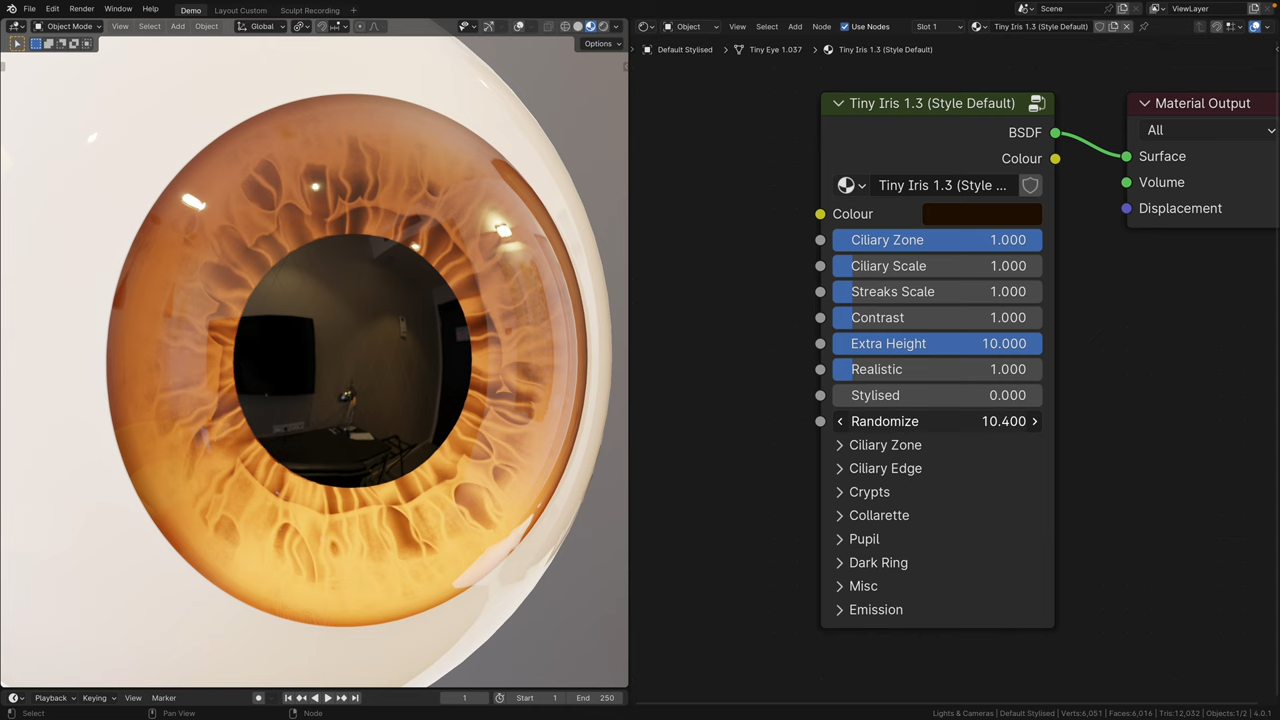 File Edit Render Window Help Demo Layout Custom Sculpt Recording + Scene ViewLayer
Object Mode View Select Add Object Global Object View Select Add Node Use Nodes Slot 1 Tiny Iris 1.3 (Style Default)
Options
Default Stylised Tiny Eye 1.037 Tiny Iris 1.3 (Style Default)
Tiny Iris 1.3 (Style Default)
BSDF
Colour
Tiny Iris 1.3 (Style ...
Colour
Ciliary Zone 1.000
Ciliary Scale 1.000
Streaks Scale 1.000
Contrast 1.000
Extra Height 10.000
Realistic 1.000
Stylised 0.000
Randomize 10.400
Ciliary Zone
Ciliary Edge
Crypts
Collarette
Pupil
Dark Ring
Misc
Emission
Material Output
All
Surface
Volume
Displacement
Playback Keying View Marker 1 Start 1 End 250
Select Pan View Node Lights & Cameras | Default Stylised | Verts:6,051 | Faces:6,016 | Tris:12,032 | Objects:1/2 | 4.0.1